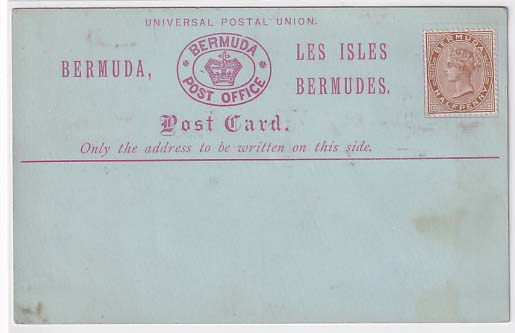 UNIVERSAL POSTAL UNION.
BERMUDA
POST OFFICE
BERMUDA,
LES ISLES
BERMUDES.
BERMUDA
HALFPENNY
Post Card.
Only the address to be written on this side.